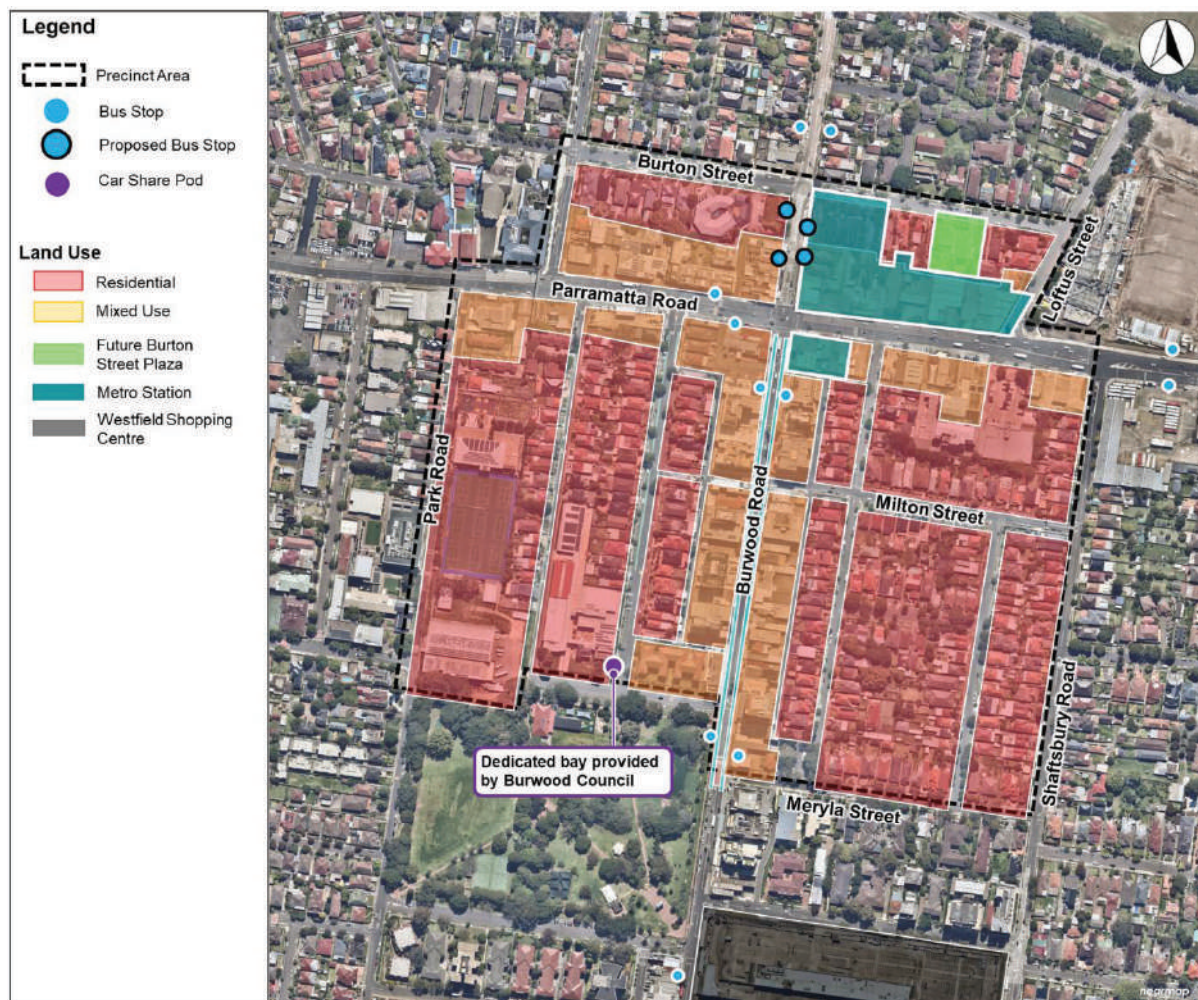 Legend
Precinct Area
Bus Stop
Proposed Bus Stop
Car Share Pod
Land Use
Residential
Mixed Use
Future Burton
Street Plaza
Metro Station
Westfield Shopping
Centre
Burton Street
Loftus Street
Parramatta Road
Park Road
Burwood Road
Milton Street
Shaftsbury Road
Dedicated bay provided
by Burwood Council
Meryla Street
nearmap